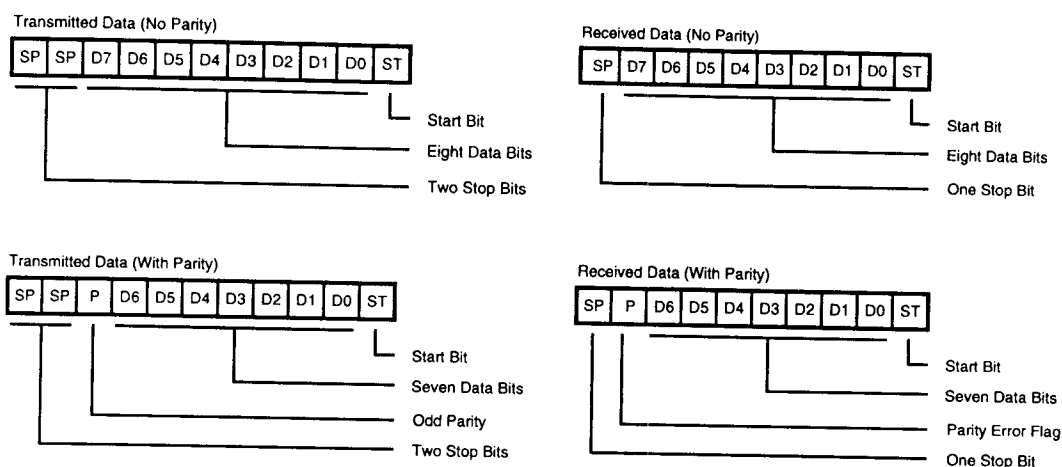 Transmitted Data (No Parity)
SP SP D7 D6 D5 D4 D3 D2 D1 D0 ST
Start Bit
Eight Data Bits
Two Stop Bits
Received Data (No Parity)
SP D7 D6 D5 D4 D3 D2 D1 D0 ST
Start Bit
Eight Data Bits
One Stop Bit
Transmitted Data (With Parity)
SP SP P D6 D5 D4 D3 D2 D1 D0 ST
Start Bit
Seven Data Bits
Odd Parity
Two Stop Bits
Received Data (With Parity)
SP P D6 D5 D4 D3 D2 D1 D0 ST
Start Bit
Seven Data Bits
Parity Error Flag
One Stop Bit